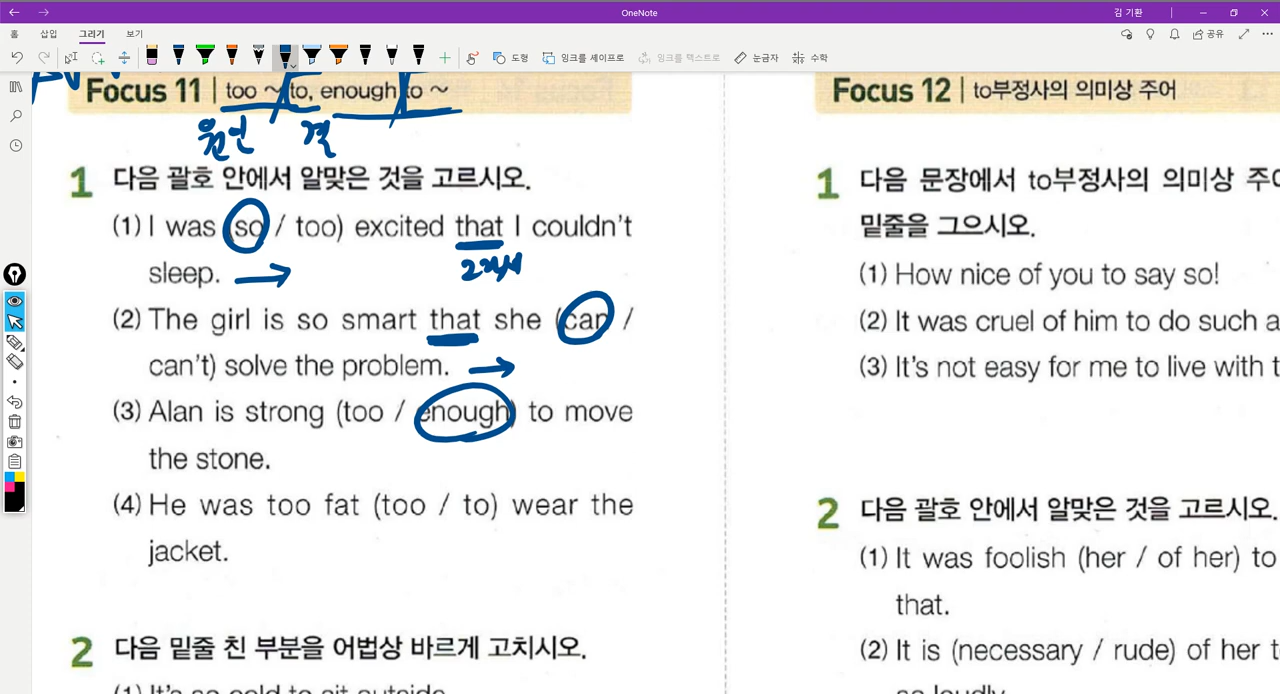 OneNote
김 기환
홈 삽입 그리기 보기
공유
도형 잉크를 셰이프로 잉크를 텍스트로 눈금자 수학
Focus 11 | too ~ to, enough to ~
원인 결
1 다음 괄호 안에서 알맞은 것을 고르시오.
(1) I was (so / too) excited that I couldn't
sleep.
(2) The girl is so smart that she (can /
can't) solve the problem.
(3) Alan is strong (too / enough) to move
the stone.
(4) He was too fat (too / to) wear the
jacket.
2 다음 밑줄 친 부분을 어법상 바르게 고치시오.
(1) It's so cold to sit outside.
Focus 12 | to부정사의 의미상 주어
1 다음 문장에서 to부정사의 의미상 주
밑줄을 그으시오.
(1) How nice of you to say so!
(2) It was cruel of him to do such a
(3) It's not easy for me to live with t
2 다음 괄호 안에서 알맞은 것을 고르시오.
(1) It was foolish (her / of her) to
that.
(2) It is (necessary / rude) of her t
so loudly.